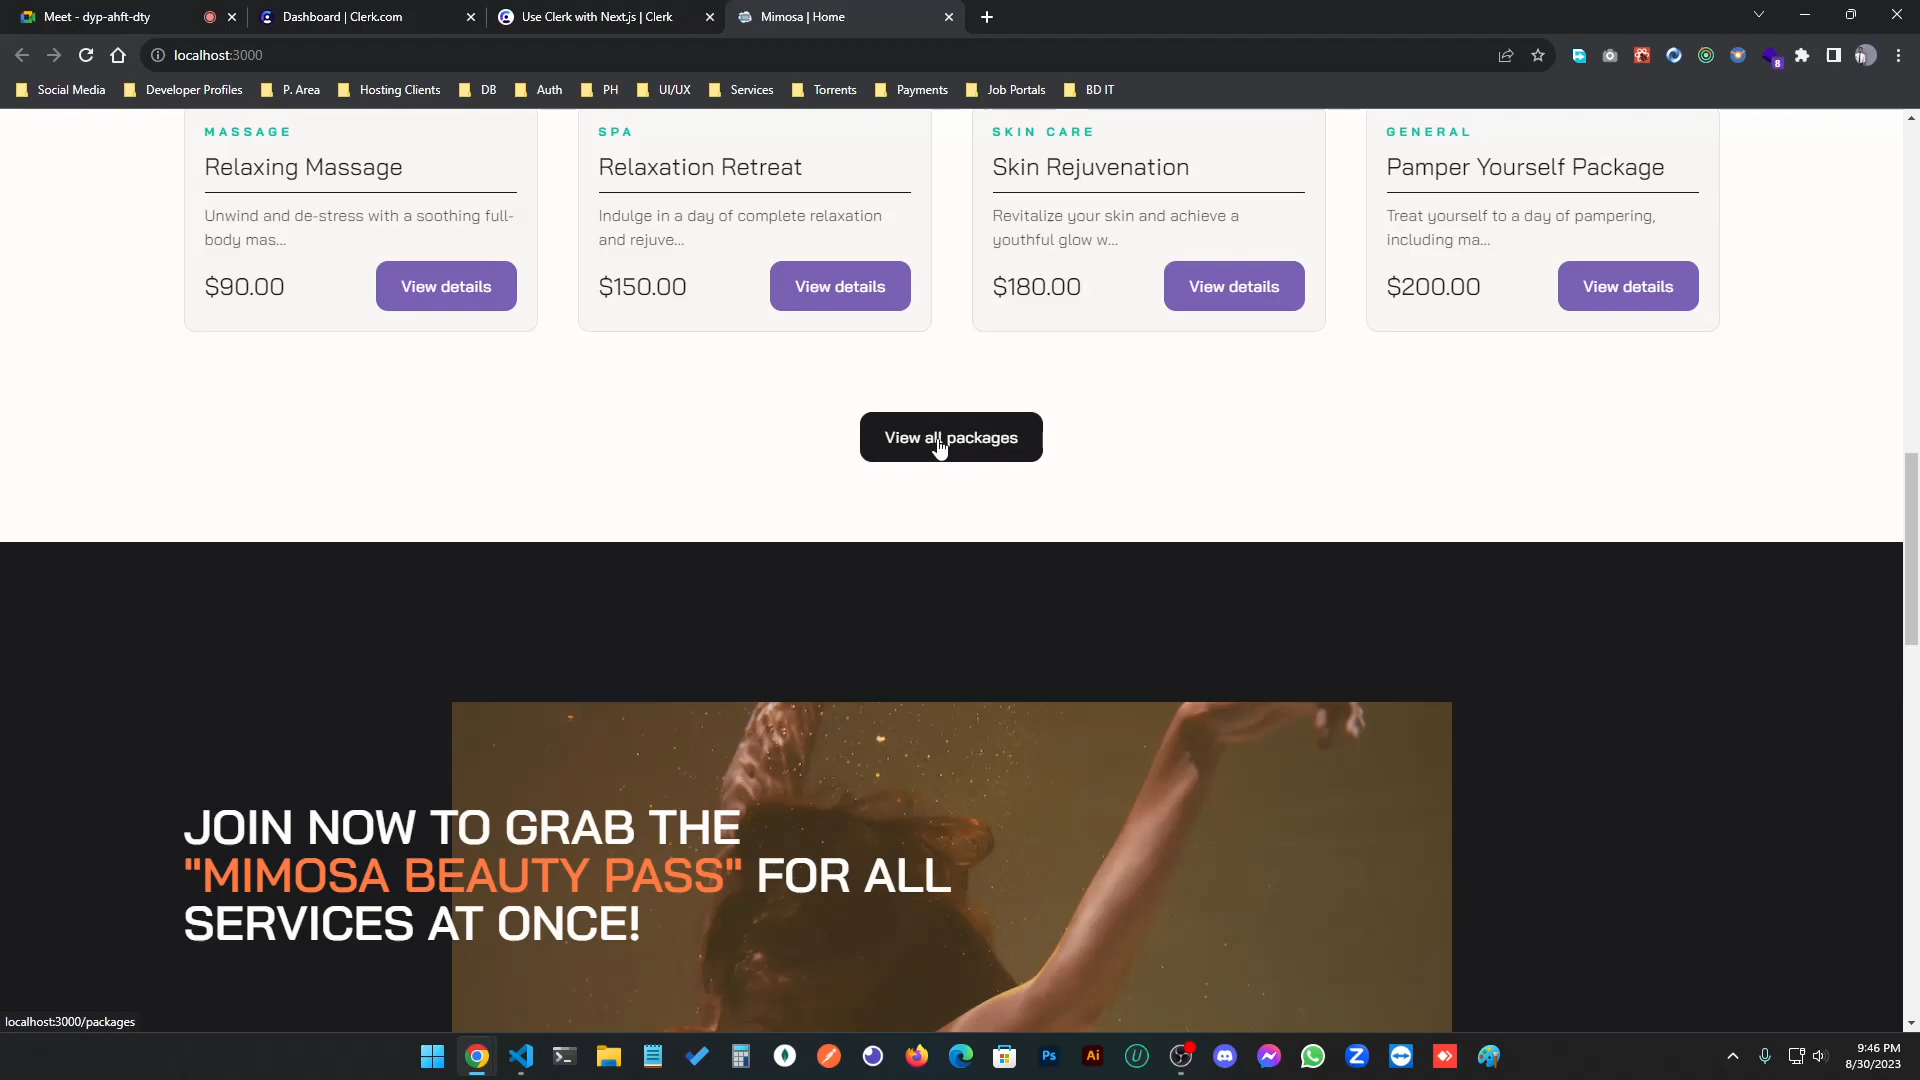 Meet - dyp-ahft-dty
Dashboard | Clerk.com
Use Clerk with Next.js | Clerk
Mimosa | Home
localhost:3000
8
Social Media
Developer Profiles
P. Area
Hosting Clients
DB
Auth
PH
UI/UX
Services
Torrents
Payments
Job Portals
BD IT
MASSAGE
Relaxing Massage
Unwind and de-stress with a soothing full-
body mas...
$90.00
View details
SPA
Relaxation Retreat
Indulge in a day of complete relaxation
and rejuve...
$150.00
View details
SKIN CARE
Skin Rejuvenation
Revitalize your skin and achieve a
youthful glow w...
$180.00
View details
GENERAL
Pamper Yourself Package
Treat yourself to a day of pampering,
including ma...
$200.00
View details
View all packages
JOIN NOW TO GRAB THE
"MIMOSA BEAUTY PASS" FOR ALL
SERVICES AT ONCE!
localhost:3000/packages
Ps
Ai
U
Z
9:46 PM
8/30/2023